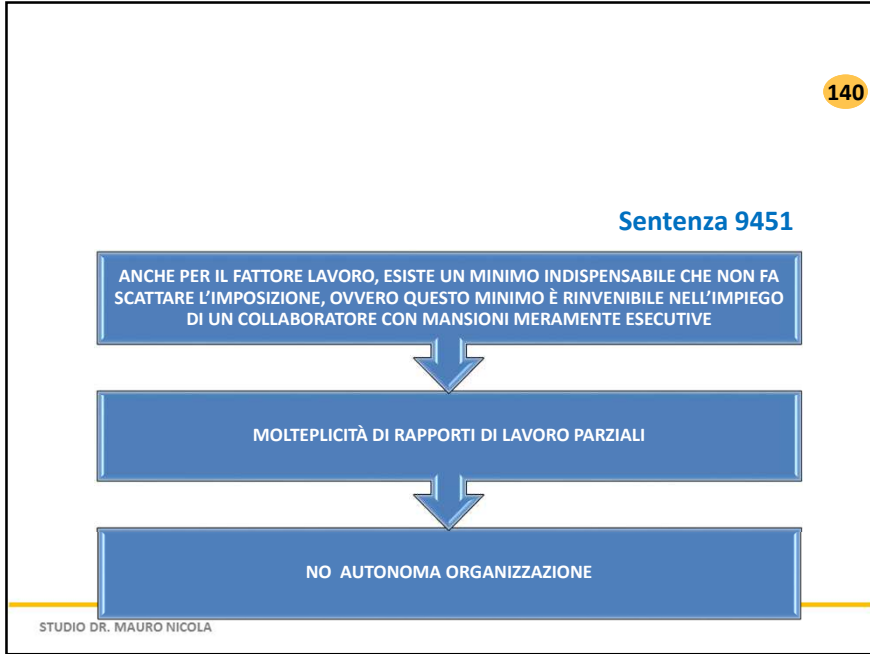 140
Sentenza 9451
ANCHE PER IL FATTORE LAVORO, ESISTE UN MINIMO INDISPENSABILE CHE NON FA
SCATTARE L'IMPOSIZIONE, OVVERO QUESTO MINIMO È RINVENIBILE NELL'IMPIEGO
DI UN COLLABORATORE CON MANSIONI MERAMENTE ESECUTIVE
MOLTEPLICITÀ DI RAPPORTI DI LAVORO PARZIALI
NO AUTONOMA ORGANIZZAZIONE
STUDIO DR. MAURO NICOLA